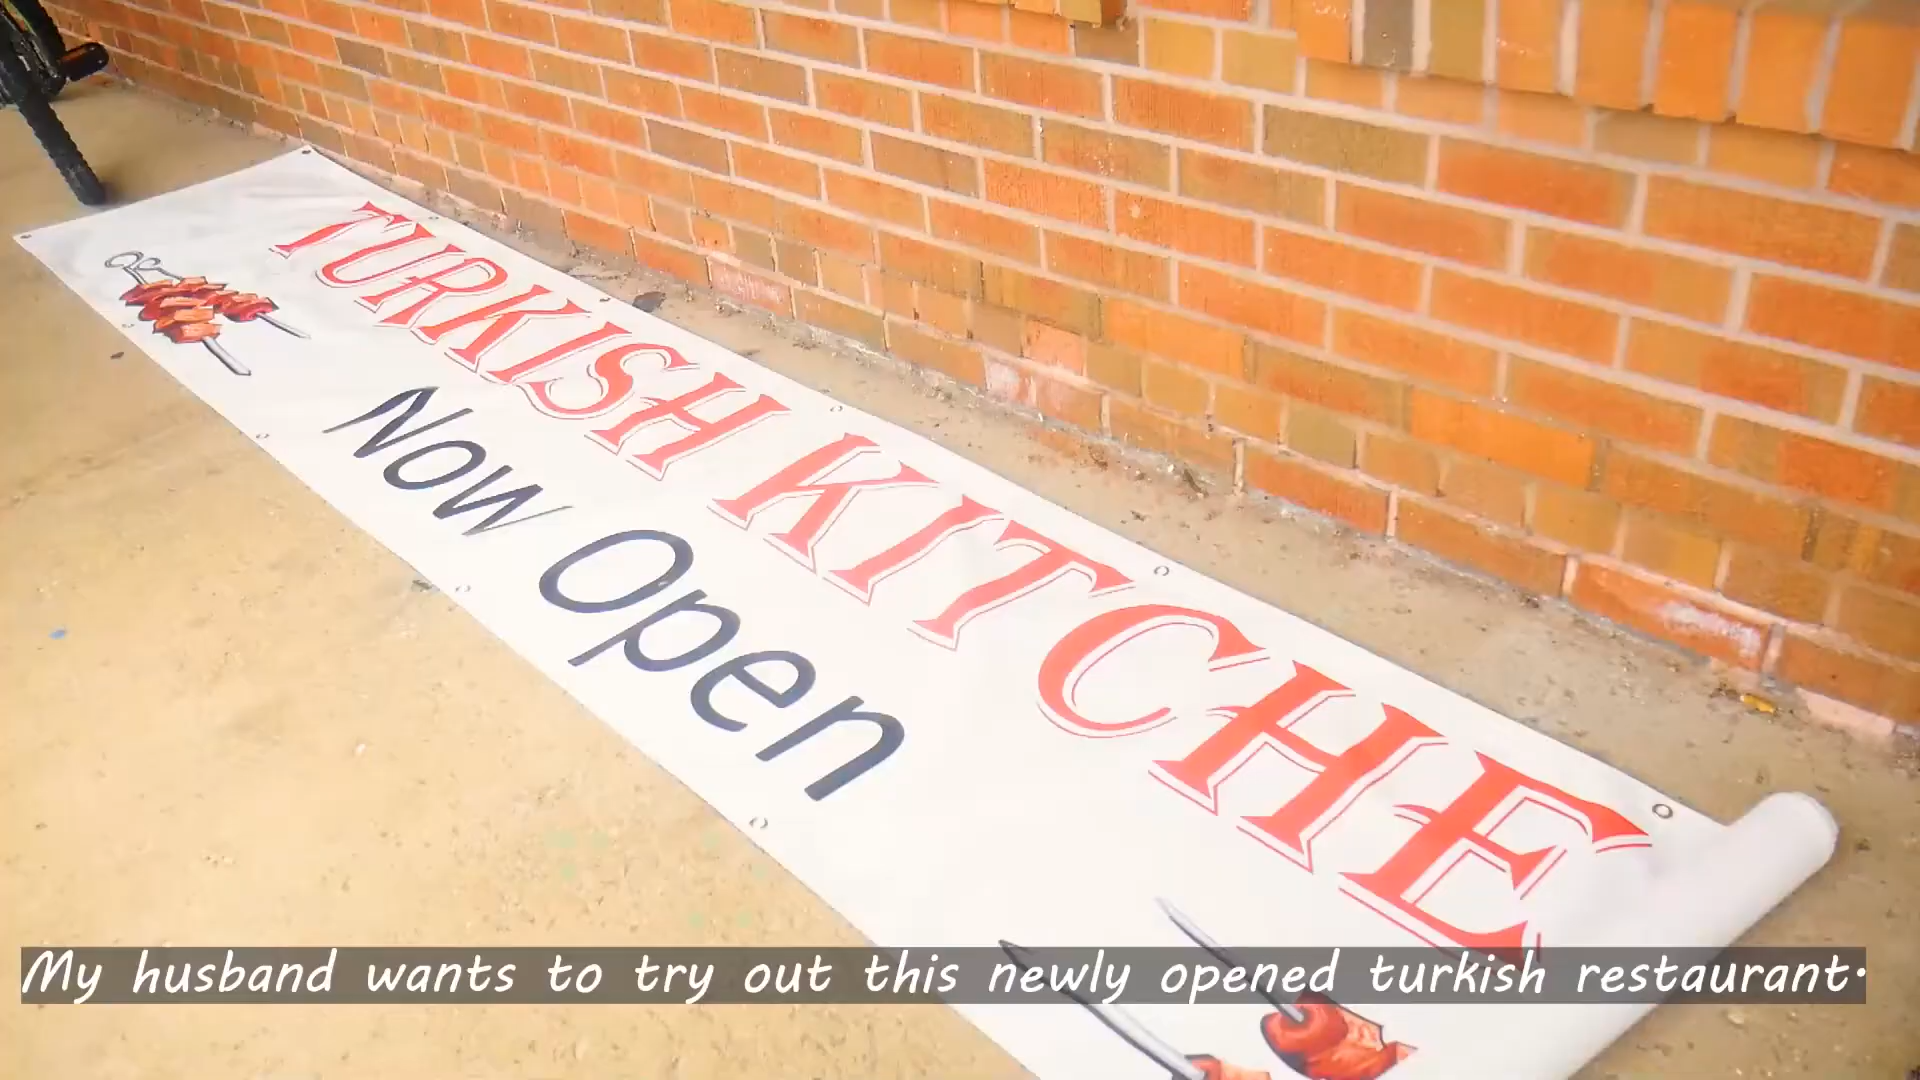 TURKISH KITCHE
Now Open
My husband wants to try out this newly opened turkish restaurant.